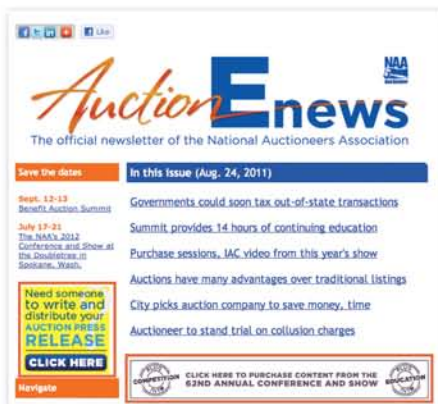 Like
NAA
Auction Enews
The official newsletter of the National Auctioneers Association
Save the dates
Sept. 12-13
Benefit Auction Summit
July 17-21
The NAA's 2012
Conference and Show at
the Doubletree in
Spokane, Wash.
Need someone
to write and
distribute your
AUCTION PRESS
RELEASE
CLICK HERE
Navigate
In this issue (Aug. 24, 2011)
Governments could soon tax out-of-state transactions
Summit provides 14 hours of continuing education
Purchase sessions, IAC video from this year's show
Auctions have many advantages over traditional listings
City picks auction company to save money, time
Auctioneer to stand trial on collusion charges
COMPETITION
CLICK HERE TO PURCHASE CONTENT FROM THE
62ND ANNUAL CONFERENCE AND SHOW
EDUCATION